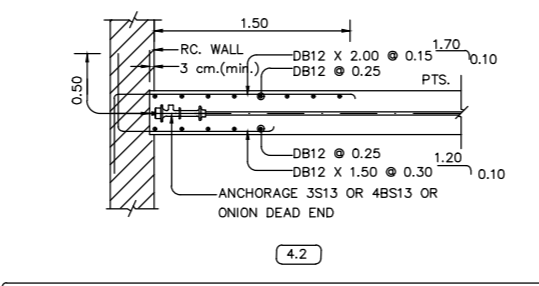 1.50
RC. WALL
1.70
DB12 X 2.00 @ 0.15
0.10
3 cm.(min.)
DB12 @ 0.25
PTS.
0.50
DB12 @ 0.25
1.20
DB12 X 1.50 @ 0.30
0.10
ANCHORAGE 3S13 OR 4BS13 OR
ONION DEAD END
4.2